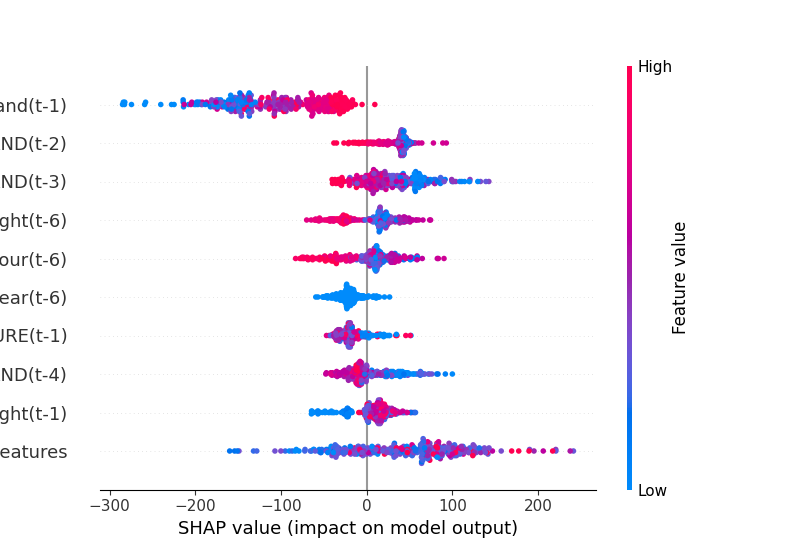 High
and(t-1)
ND(t-2)
ND(t-3)
ght(t-6)
our(t-6)
ear(t-6)
URE(t-1)
ND(t-4)
ght(t-1)
eatures
Feature value
Low
−300 −200 −100 0 100 200
SHAP value (impact on model output)